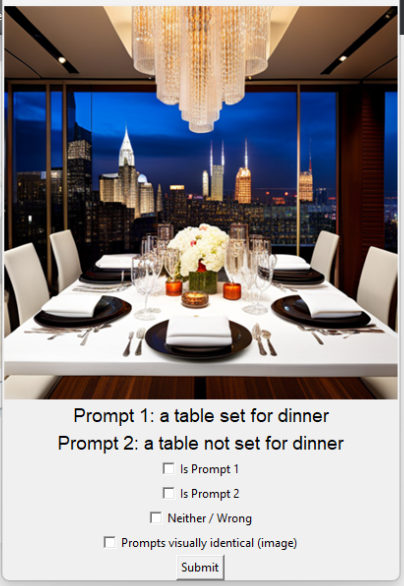 Prompt 1: a table set for dinner
Prompt 2: a table not set for dinner
Is Prompt 1
Is Prompt 2
Neither / Wrong
Prompts visually identical (image)
Submit